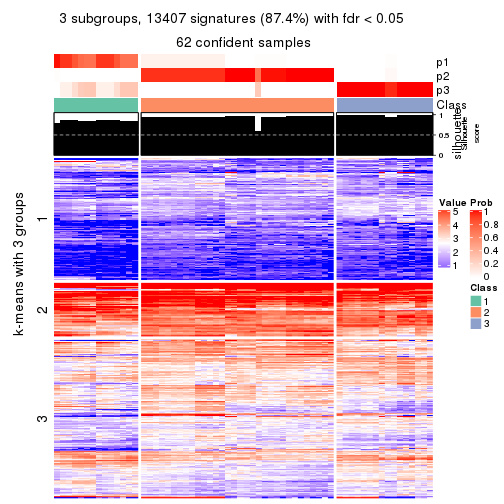 3 subgroups, 13407 signatures (87.4%) with fdr < 0.05
62 confident samples
p1
p2
p3
Class
1
0.5
0
silhouette
Silhouette
score
k-means with 3 groups
1
2
3
Value
5
4
3
2
1
Prob
1
0.8
0.6
0.4
0.2
0
Class
1
2
3